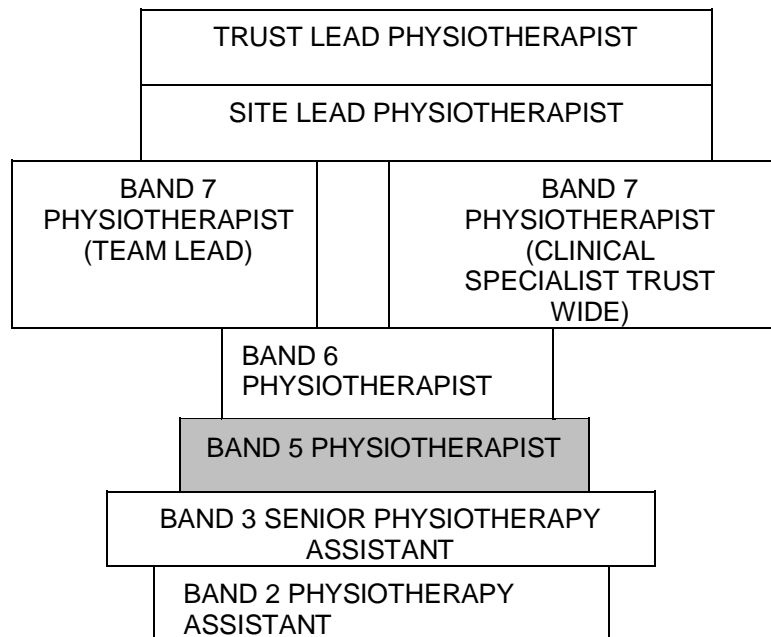 TRUST LEAD PHYSIOTHERAPIST
SITE LEAD PHYSIOTHERAPIST
BAND 7
PHYSIOTHERAPIST
(TEAM LEAD)
BAND 7
PHYSIOTHERAPIST
(CLINICAL
SPECIALIST TRUST
WIDE)
BAND 6
PHYSIOTHERAPIST
BAND 5 PHYSIOTHERAPIST
BAND 3 SENIOR PHYSIOTHERAPY
ASSISTANT
BAND 2 PHYSIOTHERAPY
ASSISTANT